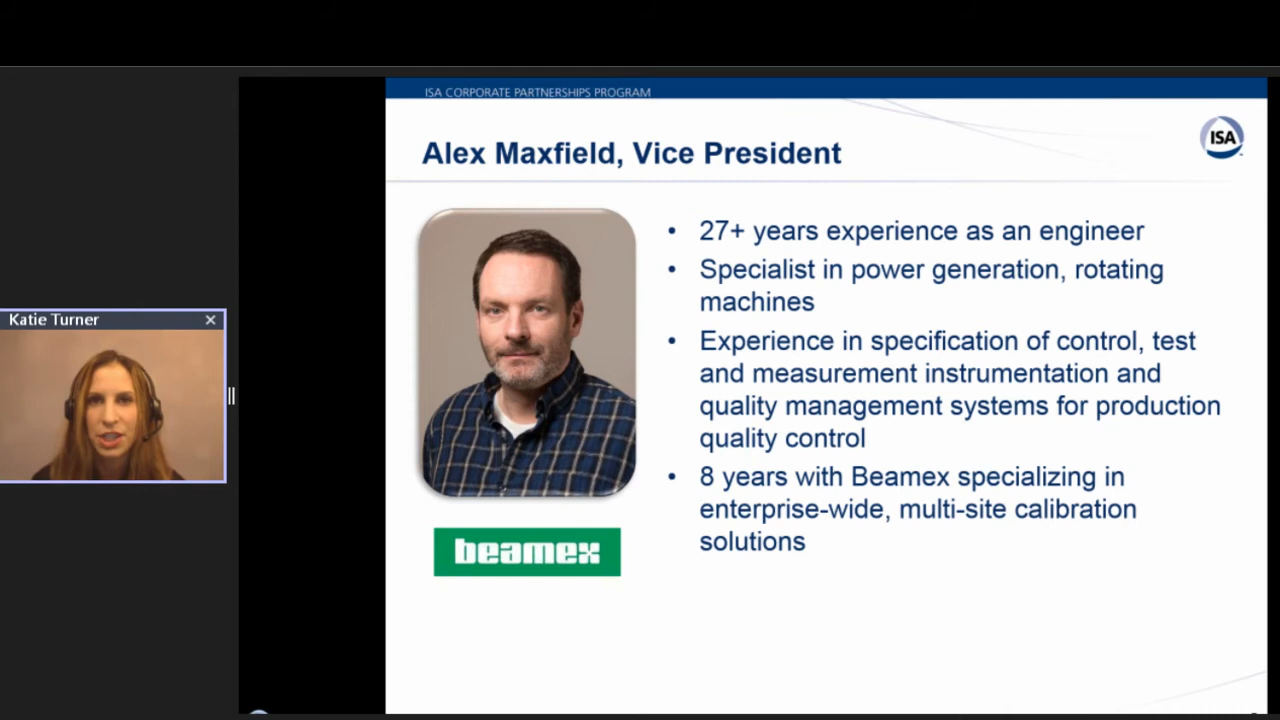 ISA CORPORATE PARTNERSHIPS PROGRAM
ISA
Alex Maxfield, Vice President
• 27+ years experience as an engineer
• Specialist in power generation, rotating
machines
• Experience in specification of control, test
and measurement instrumentation and
quality management systems for production
quality control
• 8 years with Beamex specializing in
enterprise-wide, multi-site calibration
solutions
beamex
Katie Turner